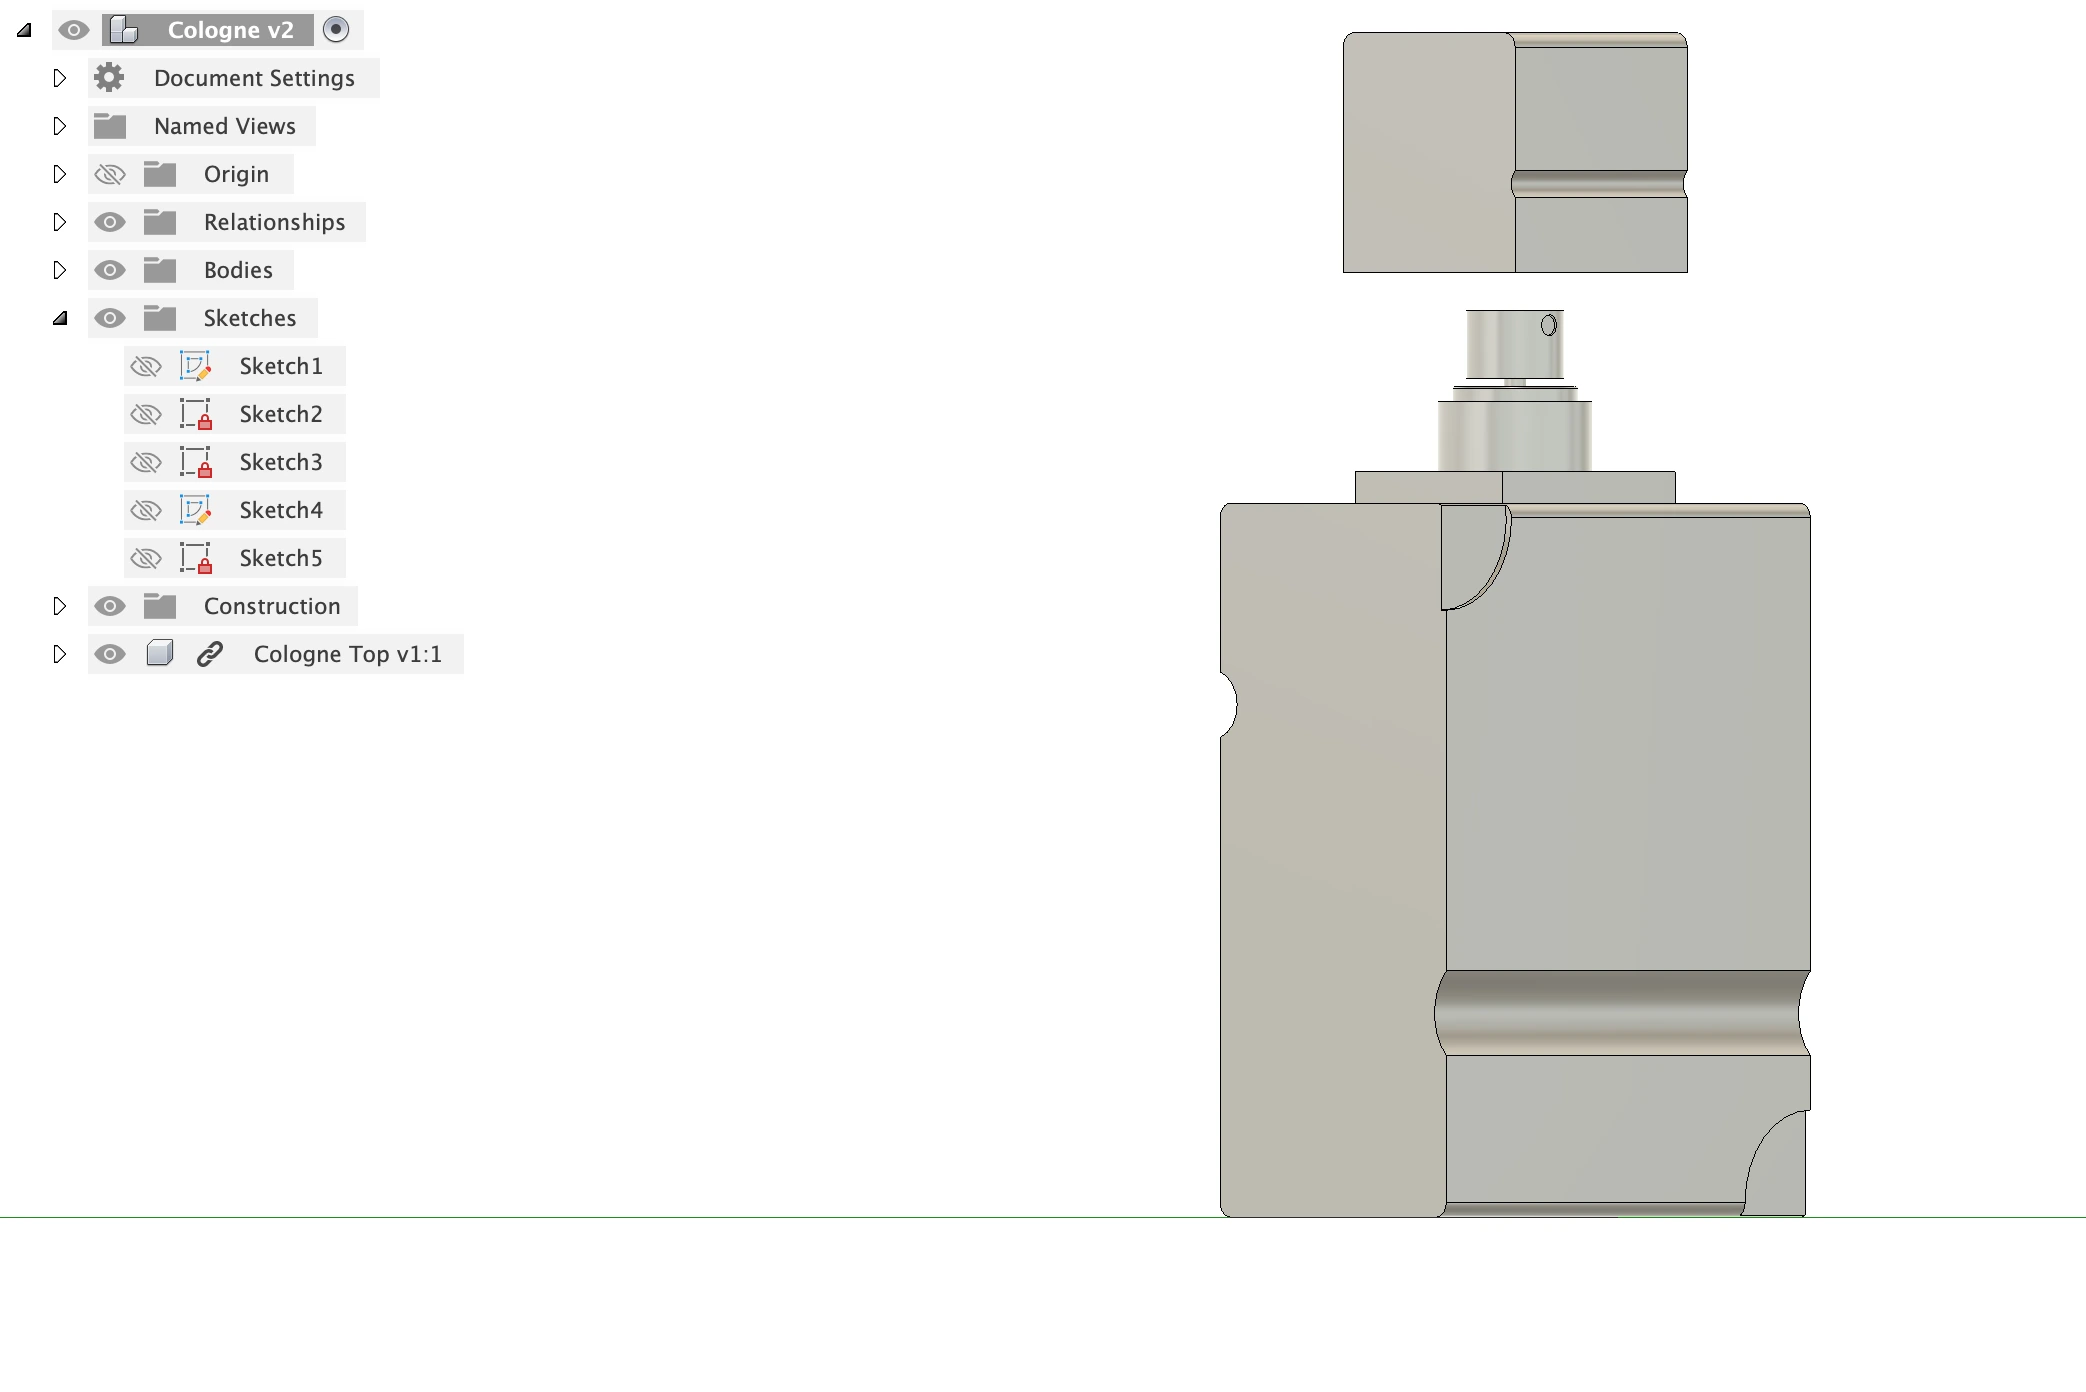 Cologne v2
Document Settings
Named Views
Origin
Relationships
Bodies
Sketches
Sketch1
Sketch2
Sketch3
Sketch4
Sketch5
Construction
Cologne Top v1:1